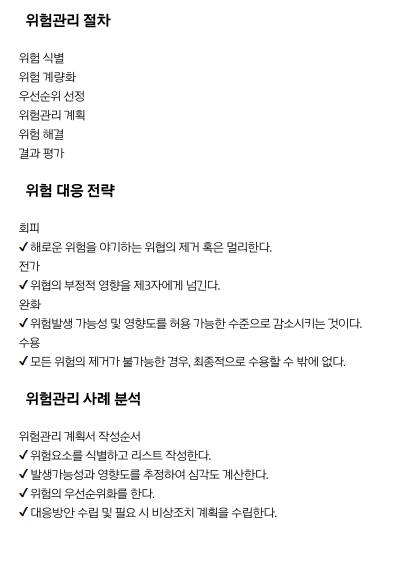 위험관리 절차
위험 식별
위험 계량화
우선순위 선정
위험관리 계획
위험 해결
결과 평가
위험 대응 전략
회피
✓ 해로운 위험을 야기하는 위협의 제거 혹은 멀리한다.
전가
✓ 위협의 부정적 영향을 제3자에게 넘긴다.
완화
✓ 위험발생 가능성 및 영향도를 허용 가능한 수준으로 감소시키는 것이다.
수용
✓ 모든 위험의 제거가 불가능한 경우, 최종적으로 수용할 수 밖에 없다.
위험관리 사례 분석
위험관리 계획서 작성순서
✓ 위험요소를 식별하고 리스트 작성한다.
✓ 발생가능성과 영향도를 추정하여 심각도 계산한다.
✓ 위험의 우선순위화를 한다.
✓ 대응방안 수립 및 필요 시 비상조치 계획을 수립한다.